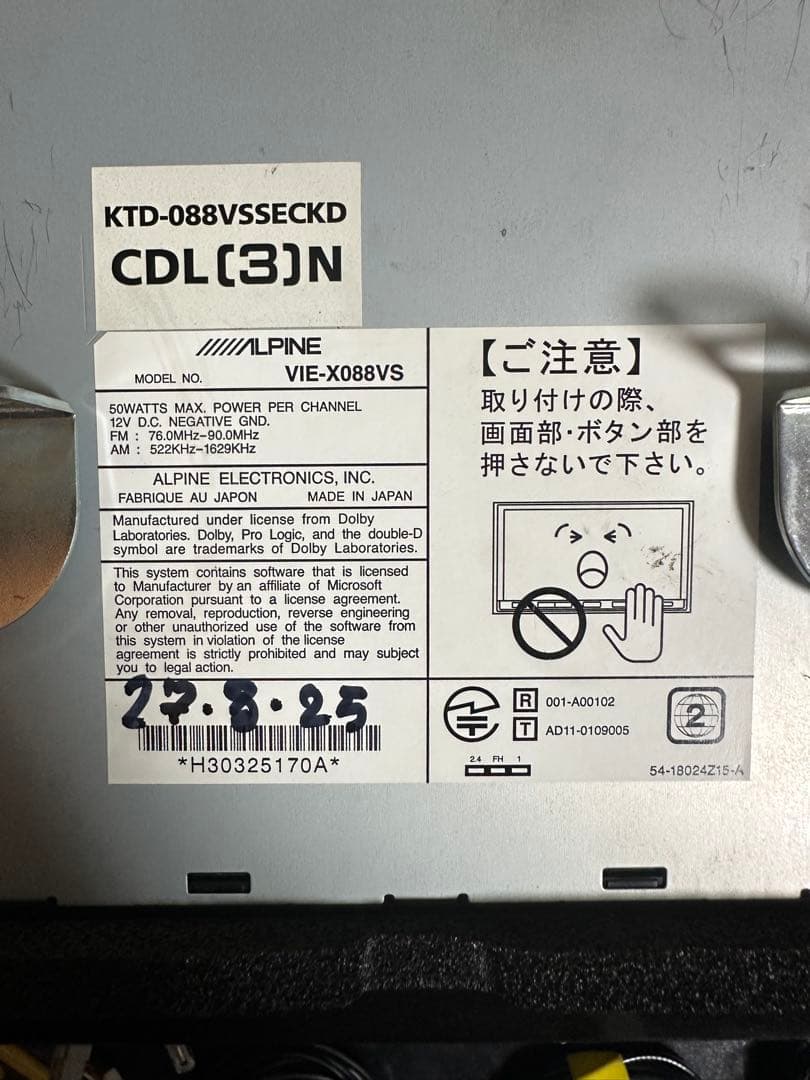 KTD-088VSSECKD
CDL[3]N
ALPINE
MODEL NO. VIE-X088VS
50WATTS MAX. POWER PER CHANNEL
12V D.C. NEGATIVE GND.
FM : 76.0MHz-90.0MHz
AM : 522KHz-1629KHz
ALPINE ELECTRONICS, INC.
FABRIQUE AU JAPON MADE IN JAPAN
Manufactured under license from Dolby
Laboratories. Dolby, Pro Logic, and the double-D
symbol are trademarks of Dolby Laboratories.
This system contains software that is licensed
to Manufacturer by an affiliate of Microsoft
Corporation pursuant to a license agreement.
Any removal, reproduction, reverse engineering
or other unauthorized use of the software from
this system in violation of the license
agreement is strictly prohibited and may subject
you to legal action.
27.8.25
*H30325170A*
【ご注意】
取り付けの際、
画面部・ボタン部を
押さないで下さい。
R 001-A00102
T AD11-0109005
2
2.4 FH 1
54-18024Z15-A